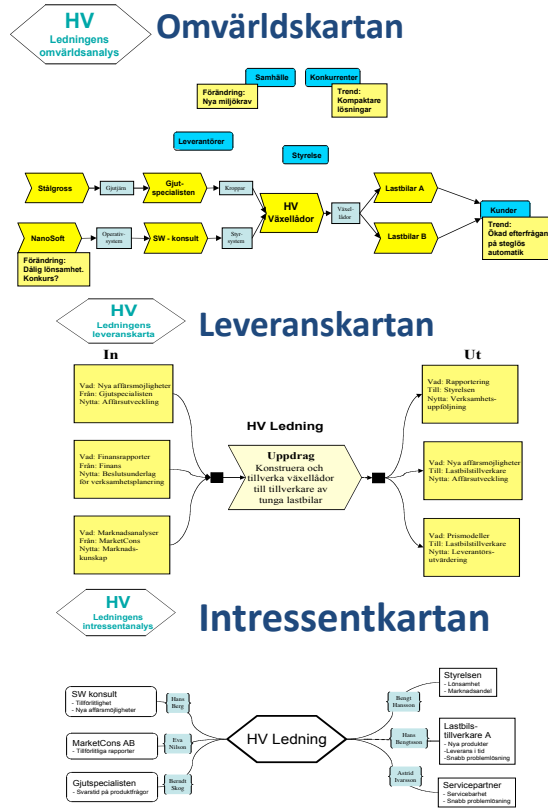 HV
Ledningens
omvärldsanalys
Omvärldskartan
Samhälle
Konkurrenter
Förändring:
Nya miljökrav
Trend:
Kompaktare
lösningar
Leverantörer
Styrelse
Stålgross
Gjutjärn
Gjut-
specialisten
Kroppar
HV
Växellådor
Växel-
lådor
Lastbilar A
Lastbilar B
Kunder
Trend:
Ökad efterfrågan
på steglös
automatik
NanoSoft
Operativ-
system
SW - konsult
Styr-
system
Förändring:
Dålig lönsamhet.
Konkurs?
HV
Ledningens
leveranskarta
Leveranskartan
In
Ut
Vad: Nya affärsmöjligheter
Från: Gjutspecialisten
Nytta: Affärsutveckling
Vad: Finansrapporter
Från: Finans
Nytta: Beslutsunderlag
för verksamhetsplanering
Vad: Marknadsanalyser
Från: MarketCons
Nytta: Marknads-
kunskap
HV Ledning
Uppdrag
Konstruera och
tillverka växellådor
till tillverkare av
tunga lastbilar
Vad: Rapportering
Till: Styrelsen
Nytta: Verksamhets-
uppföljning
Vad: Nya affärsmöjligheter
Till: Lastbilstillverkare
Nytta: Affärsutveckling
Vad: Prismodeller
Till: Lastbilstillverkare
Nytta: Leverantörs-
utvärdering
HV
Ledningens
intressentanalys
Intressentkartan
SW konsult
- Tillförlitlighet
- Nya affärsmöjligheter
Hans
Berg
MarketCons AB
- Tillförlitliga rapporter
Eva
Nilson
Gjutspecialisten
- Svarstid på produktfrågor
Berndt
Skog
HV Ledning
Bengt
Hansson
Styrelsen
- Lönsamhet
- Marknadsandel
Hans
Bengtsson
Lastbils-
tillverkare A
- Nya produkter
-Leverans i tid
-Snabb problemlösning
Astrid
Ivarsson
Servicepartner
- Servicebarhet
- Snabb problemlösning